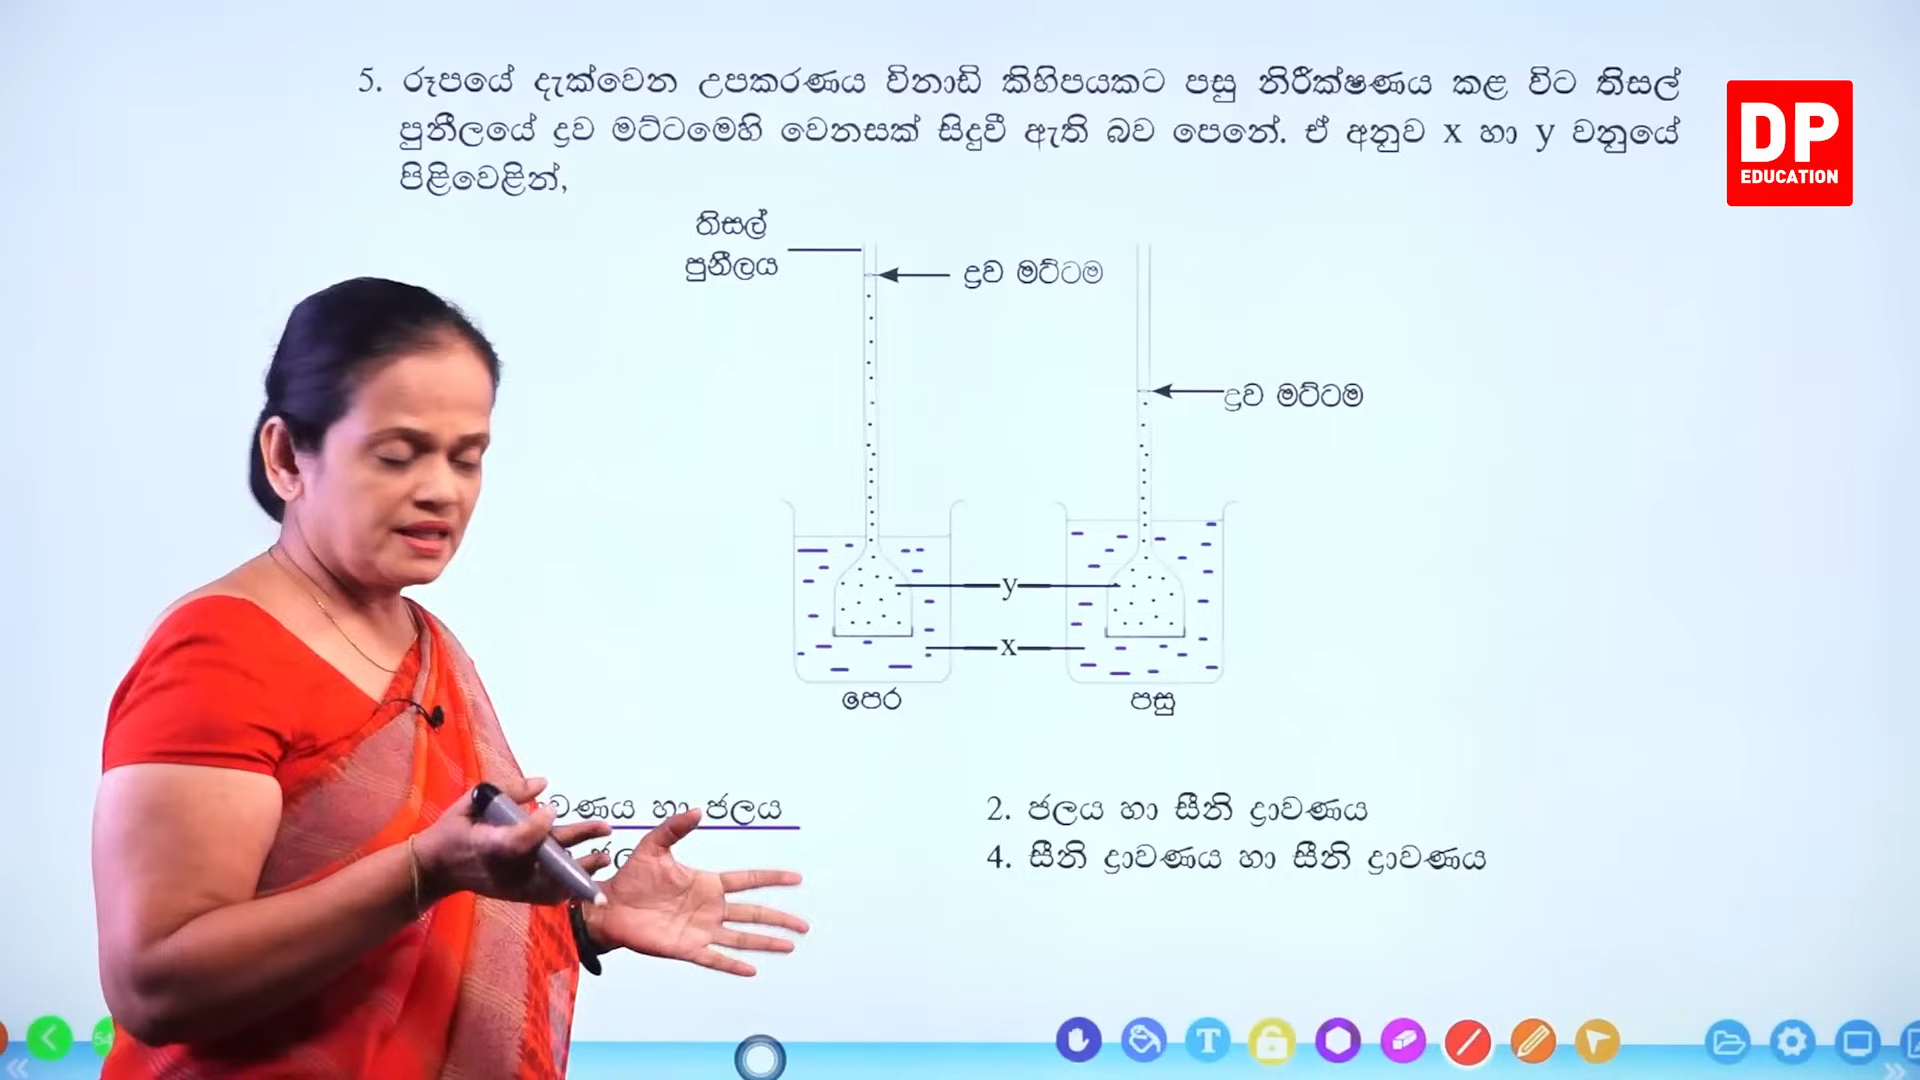 5. රූපයේ දැක්වෙන උපකරණය විනාඩි කිහිපයකට පසු නිරීක්ෂණය කළ විට තිසල්
පුනීලයේ ද්‍රව මට්ටමෙහි වෙනසක් සිදුවී ඇති බව පෙනේ. ඒ අනුව x හා y වනුයේ
පිළිවෙළින්,
DP
EDUCATION
තිසල්
පුනීලය
ද්‍රව මට්ටම
ද්‍රව මට්ටම
y
x
පෙර
පසු
හා ජලය
2. ජලය හා සීනි ද්‍රාවණය
4. සීනි ද්‍රාවණය හා සීනි ද්‍රාවණය
T